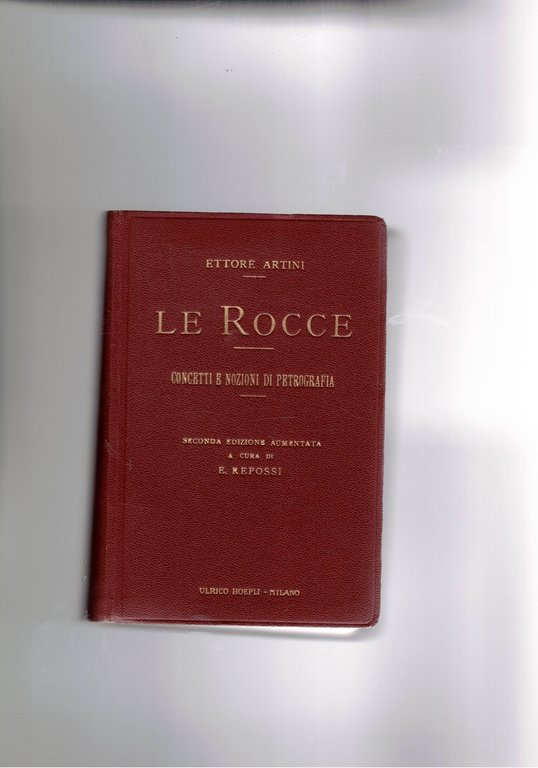 ETTORE ARTINI
LE ROCCE
CONCETTI E NOZIONI DI PETROGRAFIA
SECONDA EDIZIONE AUMENTATA
A CURA DI
E. REPOSSI
ULRICO HOEPLI - MILANO